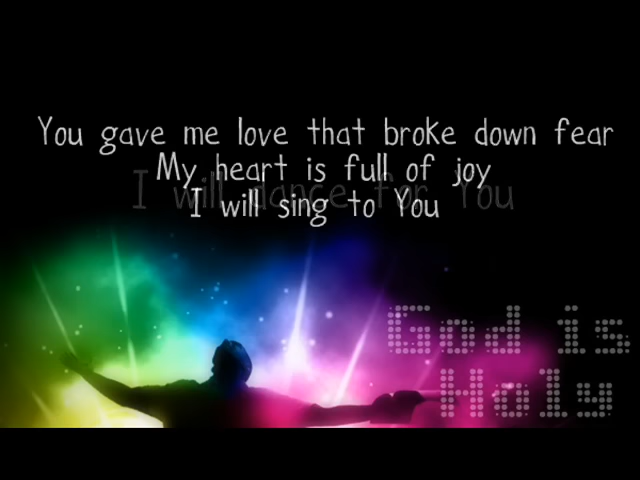 You gave me love that broke down fear
My heart is full of joy
I will dance for You
I will sing to You
God is
Holy